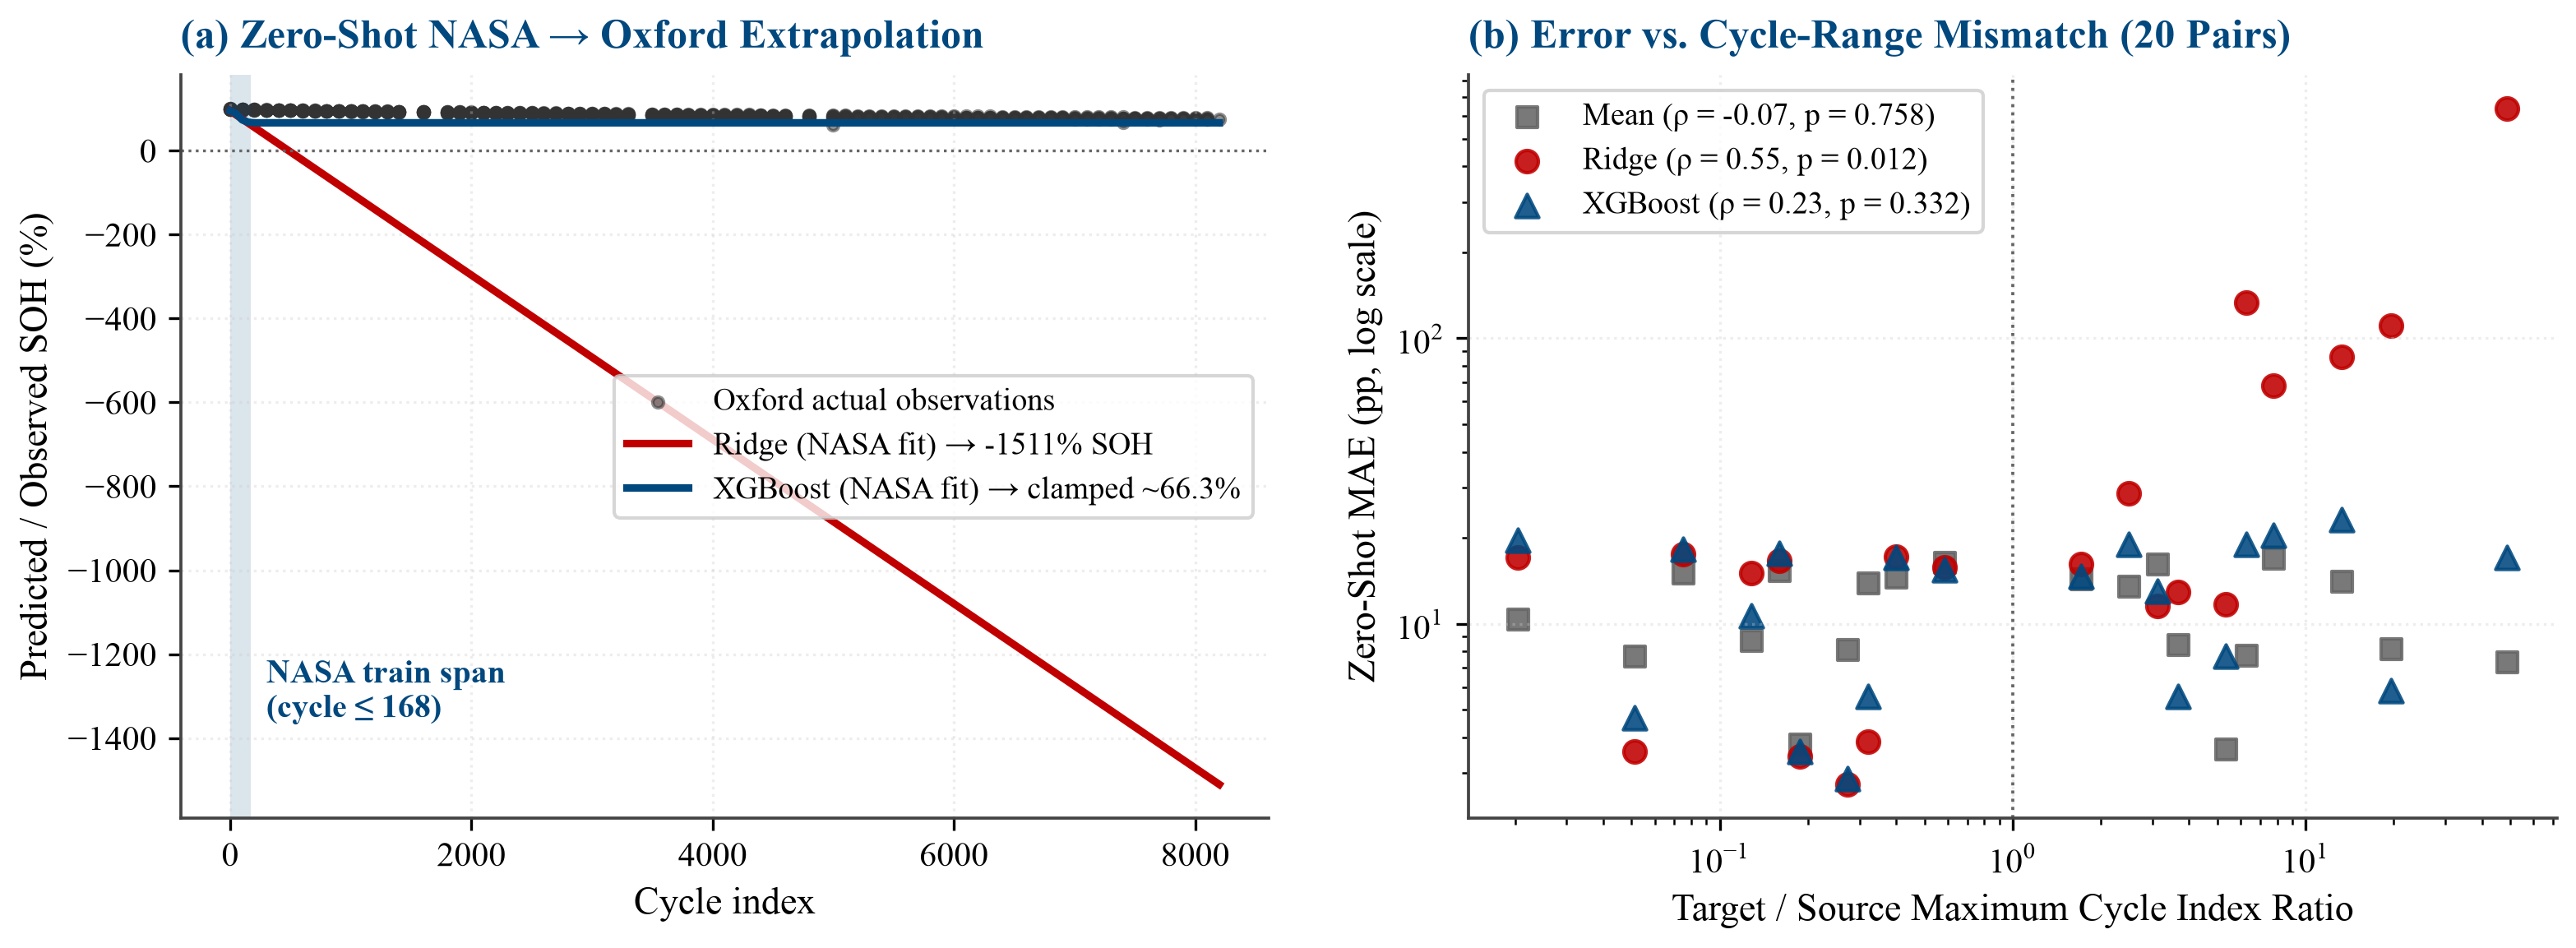 (a) Zero-Shot NASA → Oxford Extrapolation
Predicted / Observed SOH (%)
0
−200
−400
−600
−800
−1000
−1200
−1400
Oxford actual observations
Ridge (NASA fit) → -1511% SOH
XGBoost (NASA fit) → clamped ~66.3%
NASA train span
(cycle ≤ 168)
0 2000 4000 6000 8000
Cycle index
(b) Error vs. Cycle-Range Mismatch (20 Pairs)
Zero-Shot MAE (pp, log scale)
10²
10¹
Mean (ρ = -0.07, p = 0.758)
Ridge (ρ = 0.55, p = 0.012)
XGBoost (ρ = 0.23, p = 0.332)
10⁻¹ 10⁰ 10¹
Target / Source Maximum Cycle Index Ratio